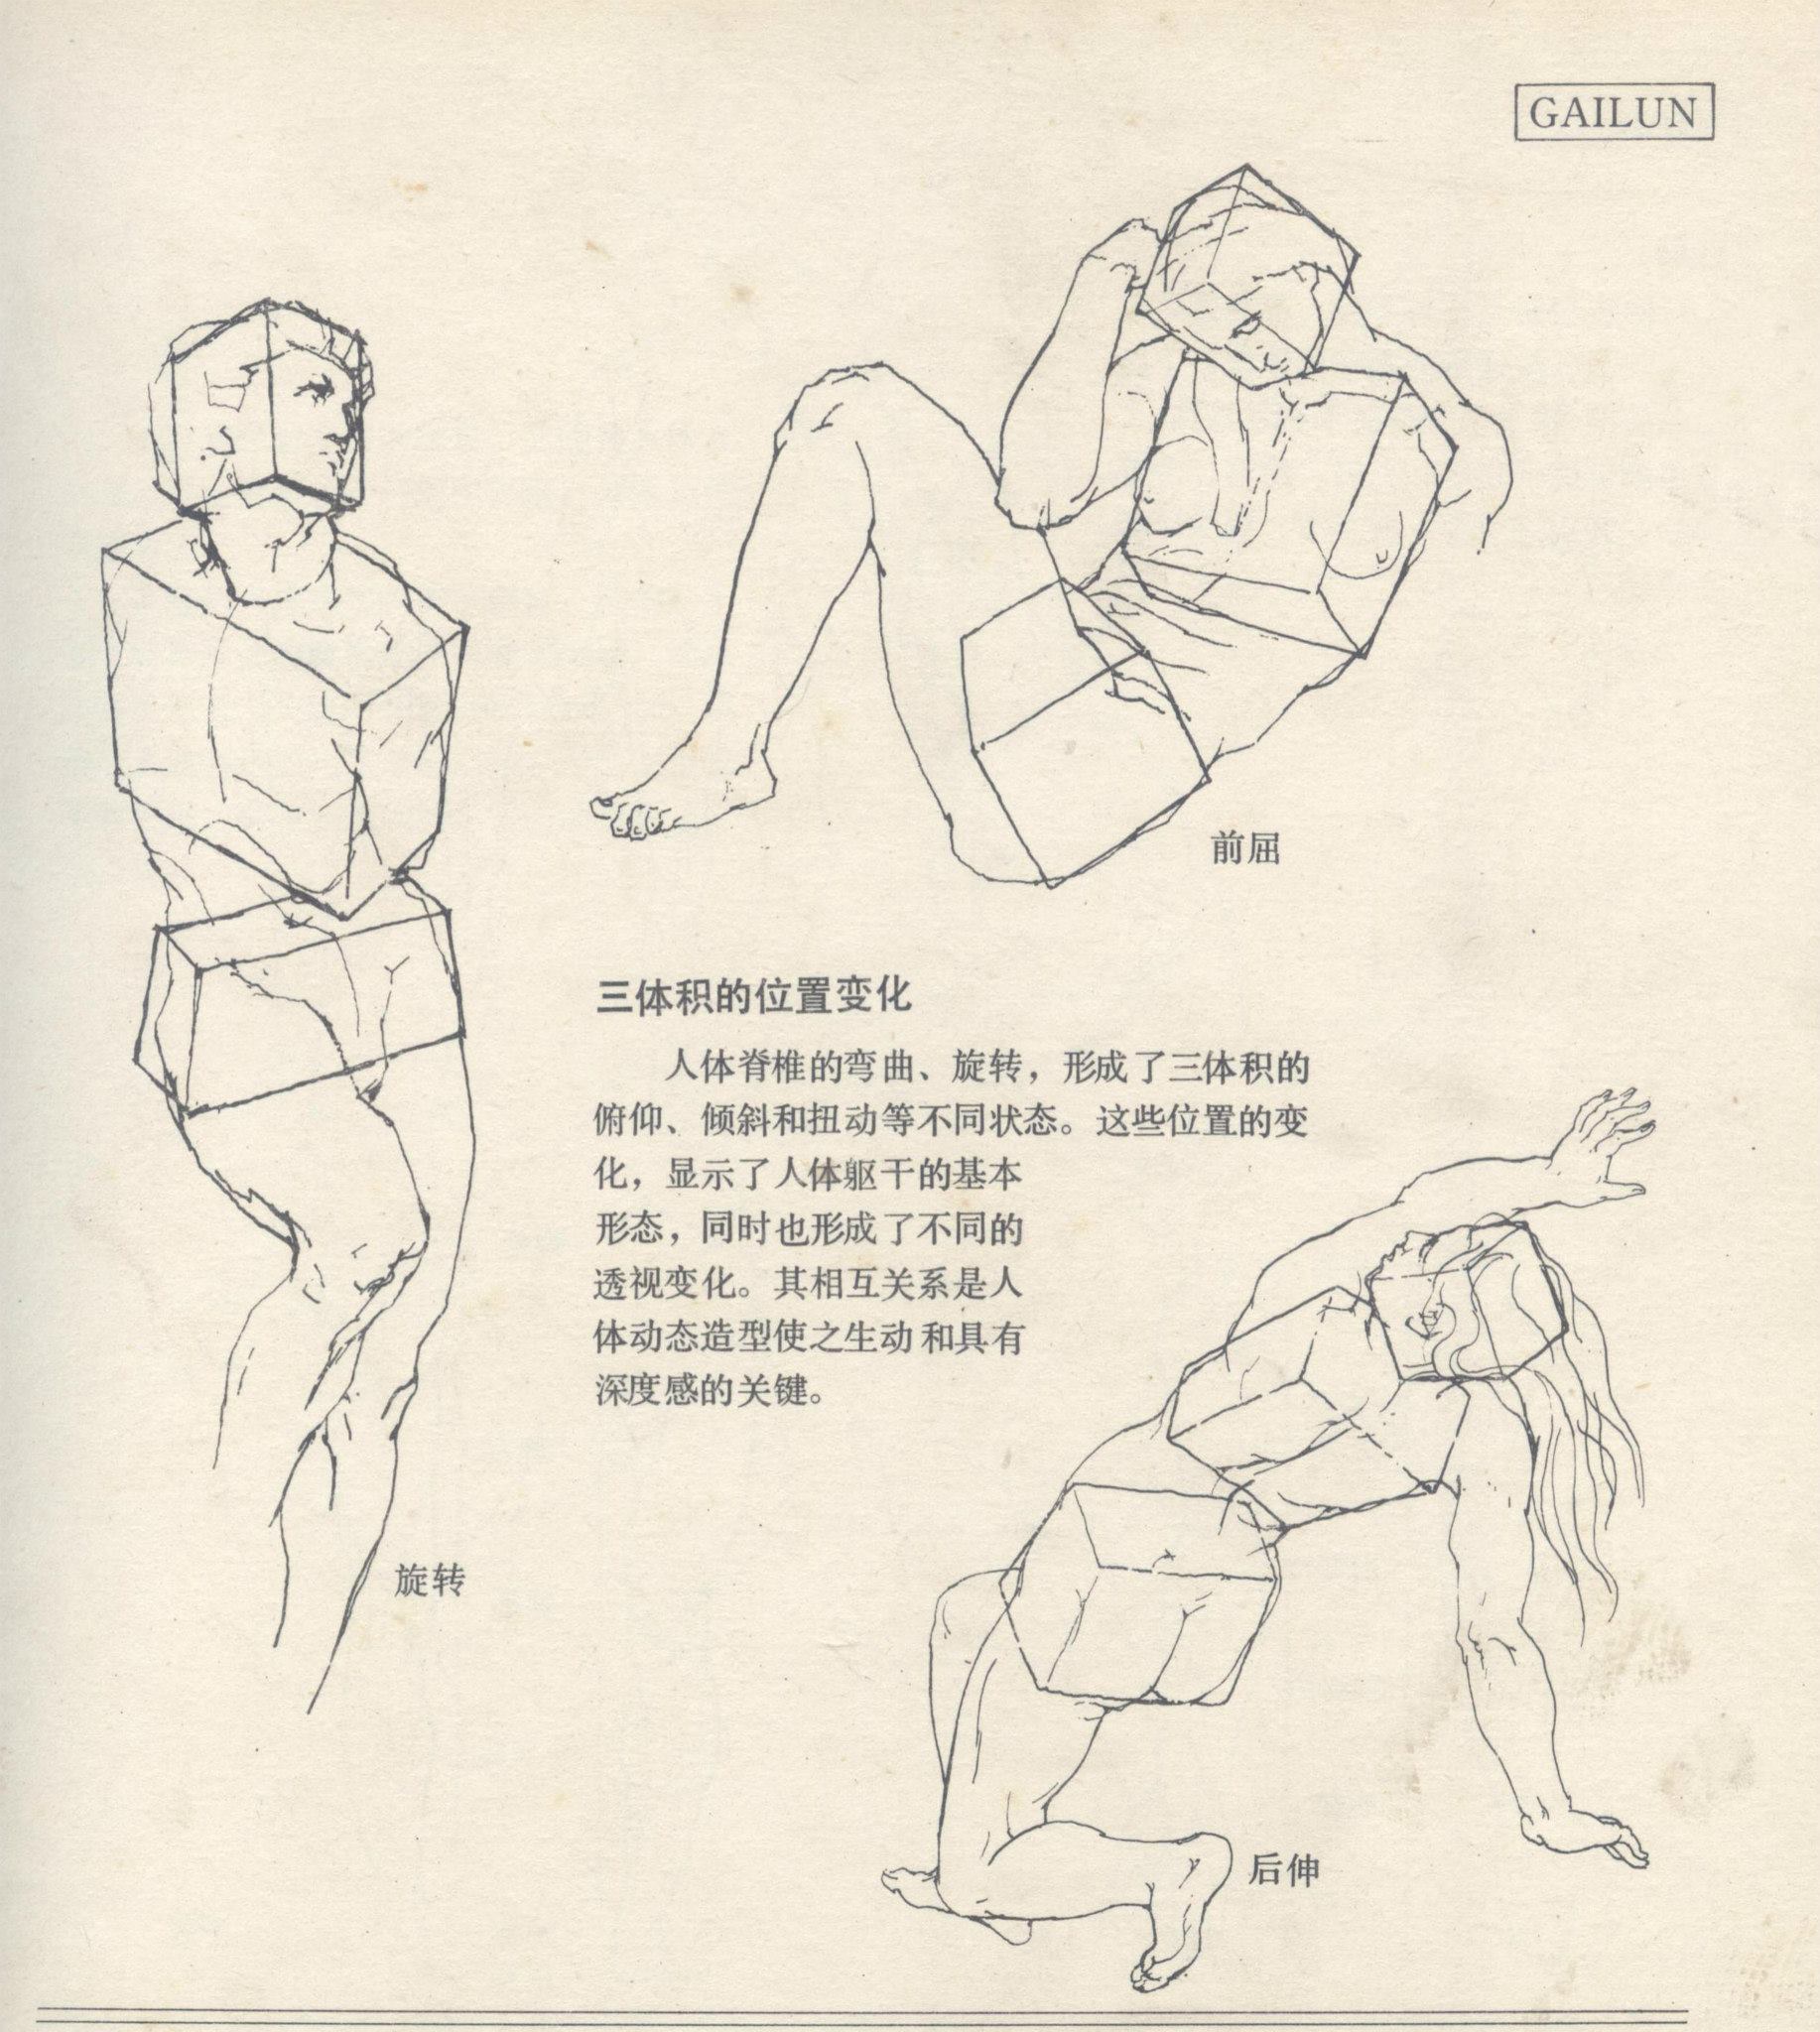 GAILUN
前屈
三体积的位置变化
人体脊椎的弯曲、旋转，形成了三体积的
俯仰、倾斜和扭动等不同状态。这些位置的变
化，显示了人体躯干的基本
形态，同时也形成了不同的
透视变化。其相互关系是人
体动态造型使之生动和具有
深度感的关键。
旋转
后伸